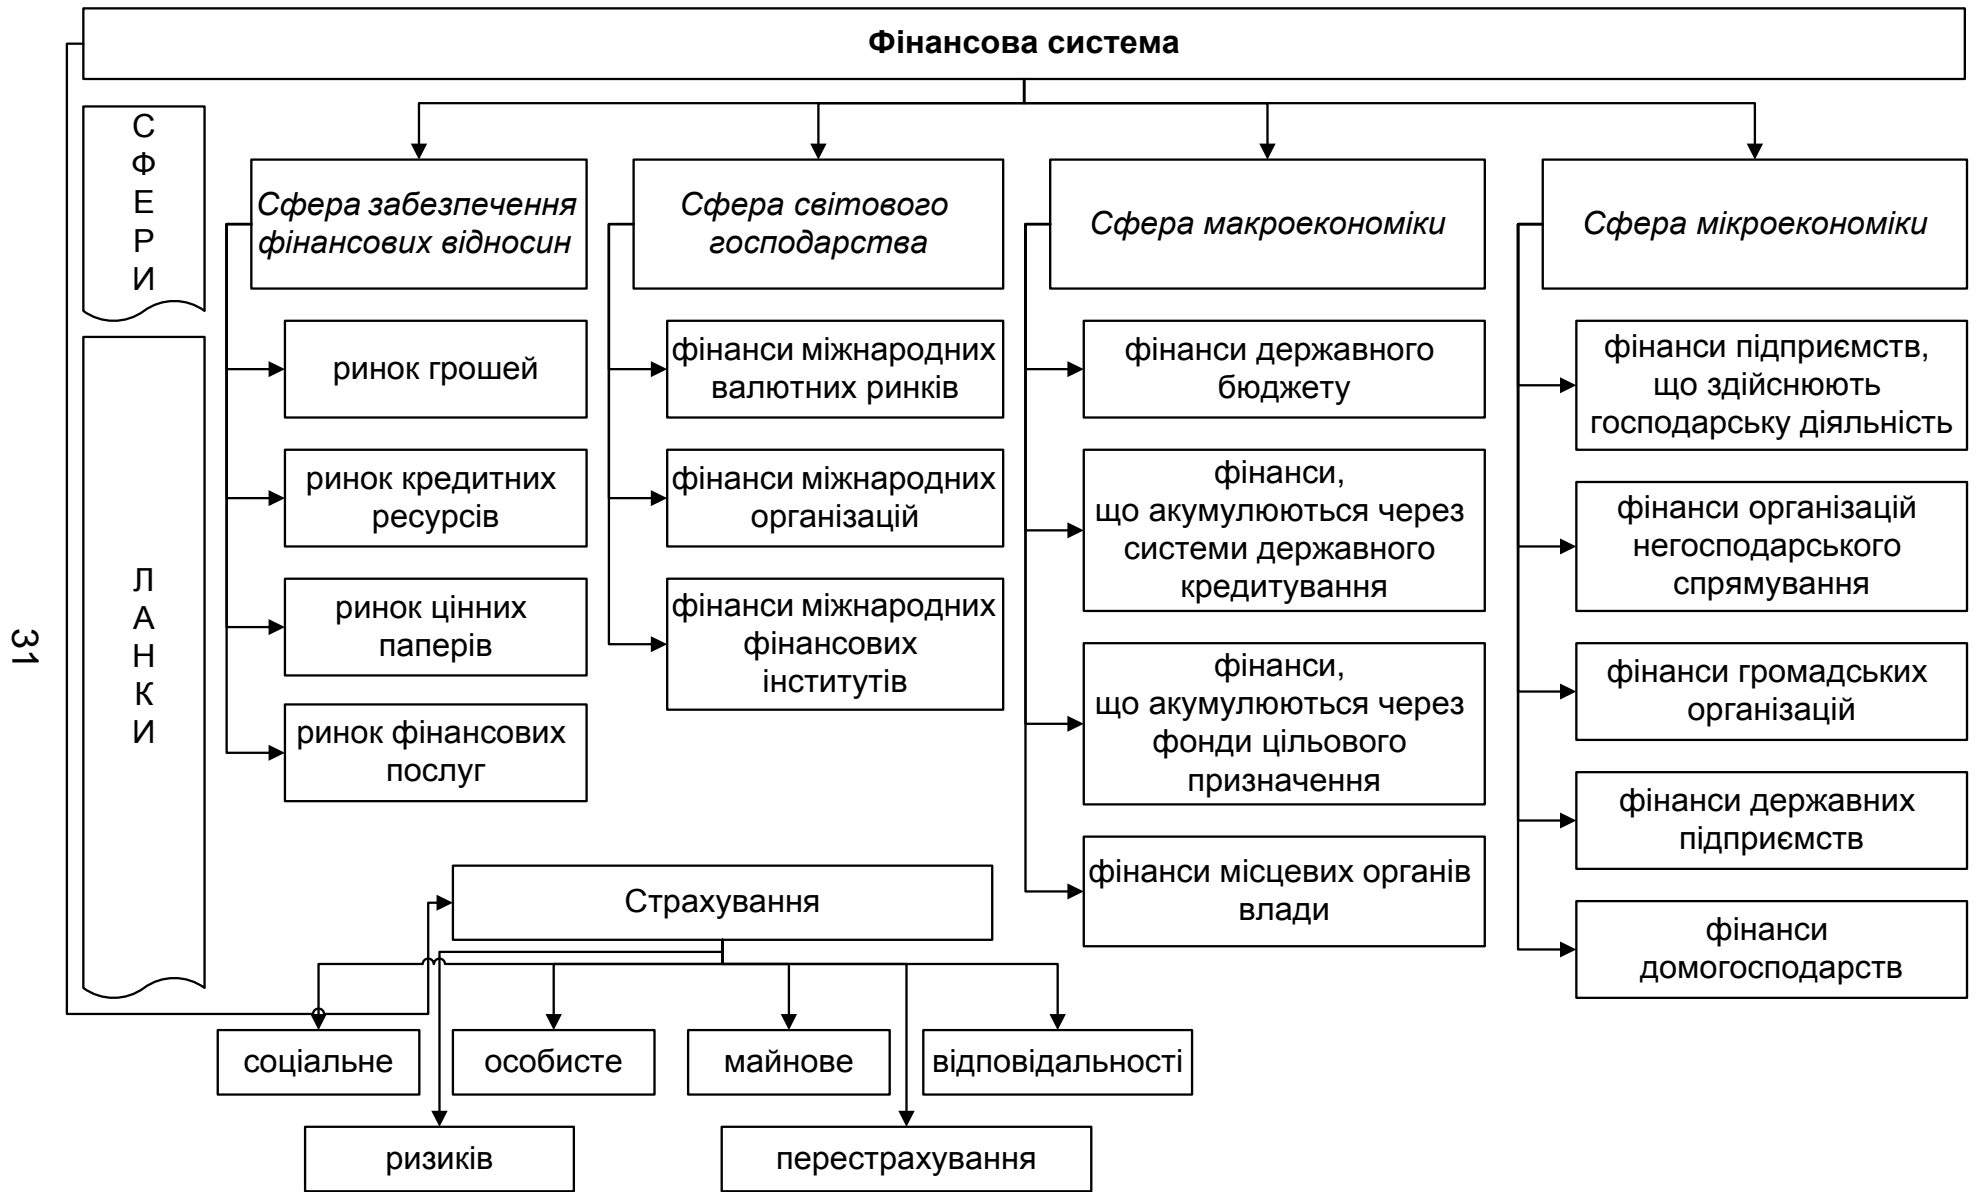 Фінансова система
С
Ф
Е
Р
И
Сфера забезпечення
фінансових відносин
Сфера світового
господарства
Сфера макроекономіки
Сфера мікроекономіки
Л
А
Н
К
И
ринок грошей
ринок кредитних
ресурсів
ринок цінних
паперів
ринок фінансових
послуг
фінанси міжнародних
валютних ринків
фінанси міжнародних
організацій
фінанси міжнародних
фінансових
інститутів
фінанси державного
бюджету
фінанси,
що акумулюються через
системи державного
кредитування
фінанси,
що акумулюються через
фонди цільового
призначення
фінанси місцевих органів
влади
фінанси підприємств,
що здійснюють
господарську діяльність
фінанси організацій
негосподарського
спрямування
фінанси громадських
організацій
фінанси державних
підприємств
фінанси
домогосподарств
Страхування
соціальне
особисте
майнове
відповідальності
ризиків
перестрахування
31